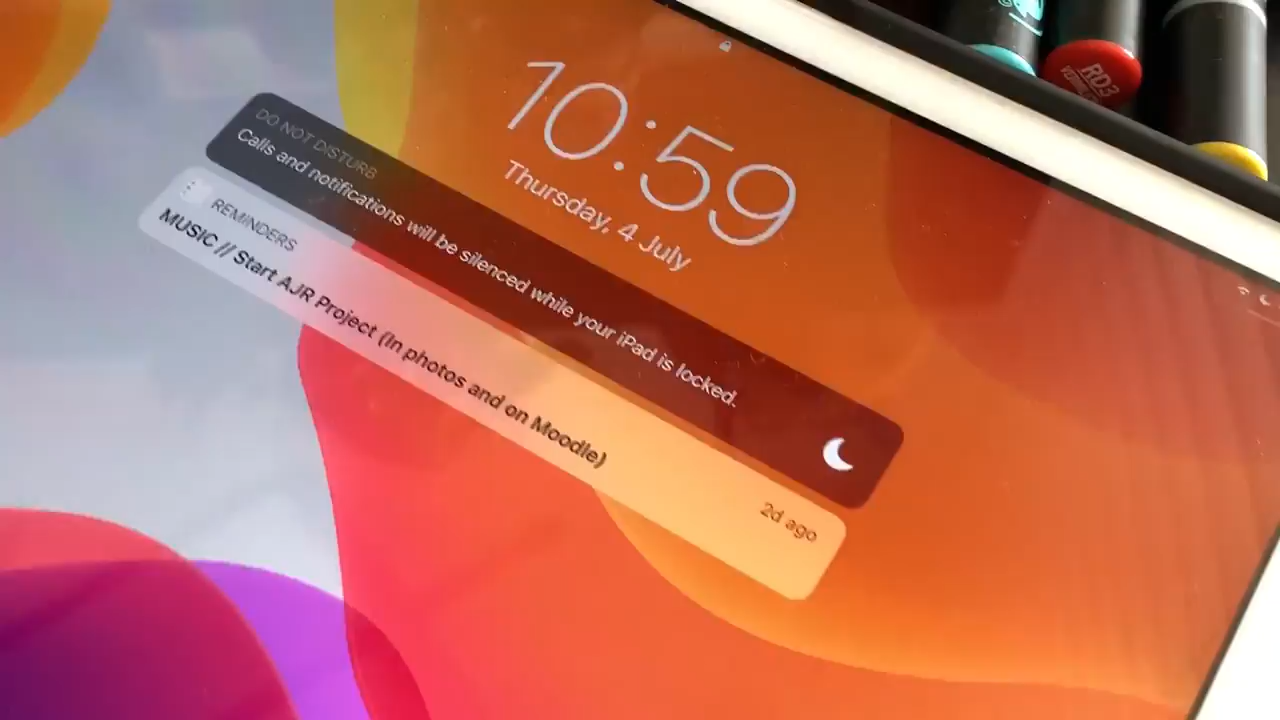 10:59
Thursday, 4 July
DO NOT DISTURB
Calls and notifications will be silenced while your iPad is locked.
REMINDERS
2d ago
MUSIC // Start AJR Project (In photos and on Moodle)
RD3